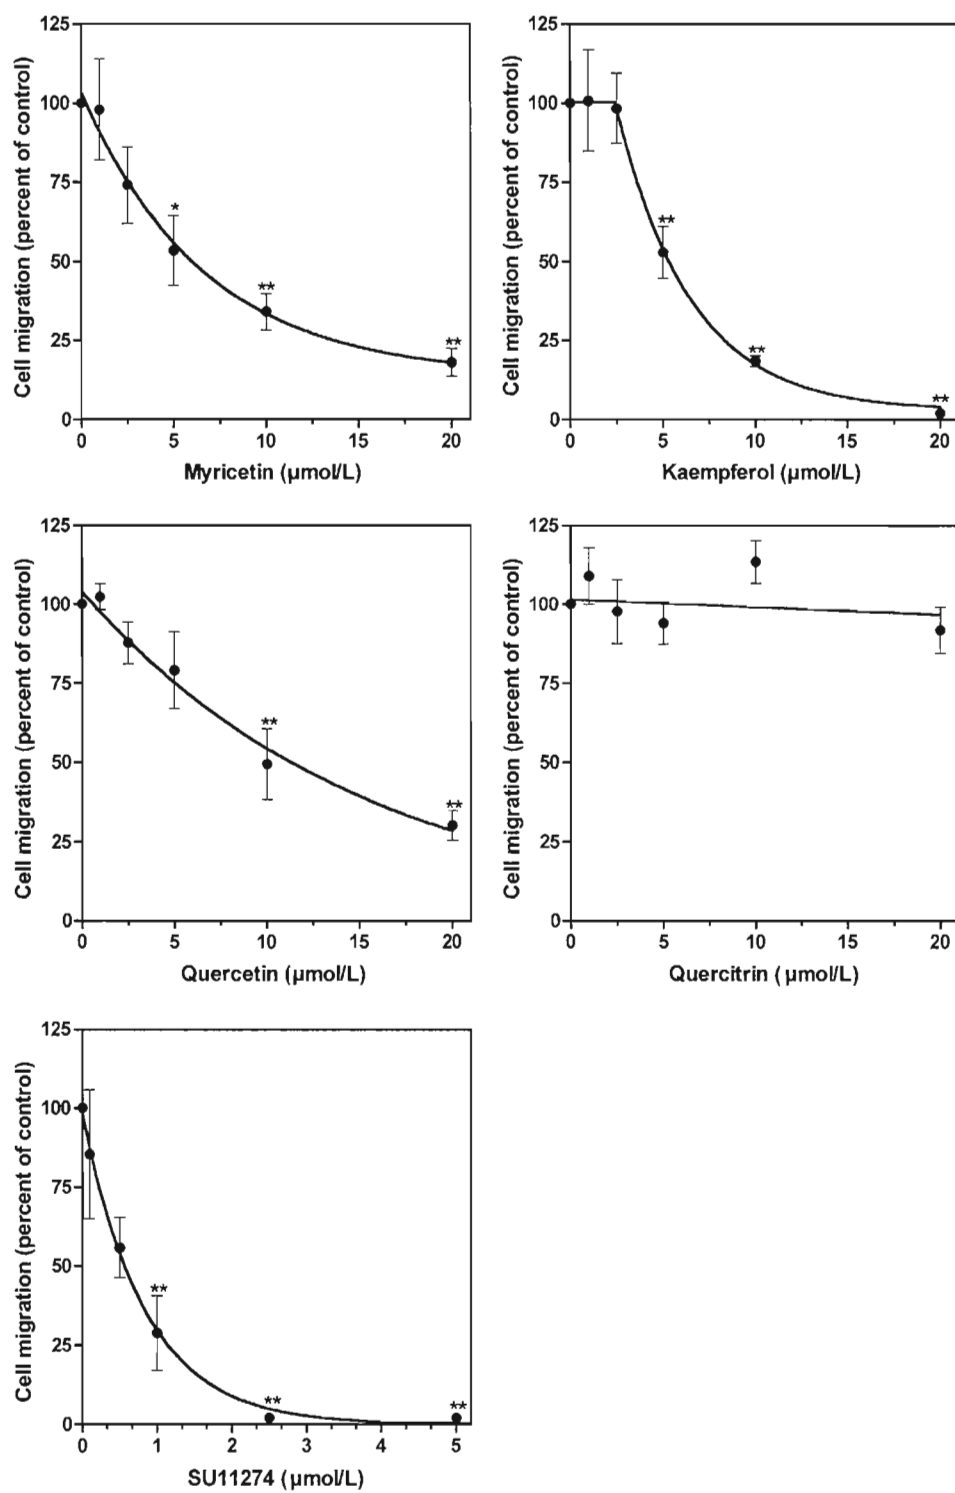 Cell migration (percent of control)
125
100
75
50
25
0
*
**
**
0 5 10 15 20
Myricetin (µmol/L)
Cell migration (percent of control)
125
100
75
50
25
0
**
**
**
0 5 10 15 20
Kaempferol (µmol/L)
Cell migration (percent of control)
125
100
75
50
25
0
**
**
0 5 10 15 20
Quercetin (µmol/L)
Cell migration (percent of control)
125
100
75
50
25
0
0 5 10 15 20
Quercitrin ( µmol/L)
Cell migration (percent of control)
125
100
75
50
25
0
**
**
**
0 1 2 3 4 5
SU11274 ( µmol/L)